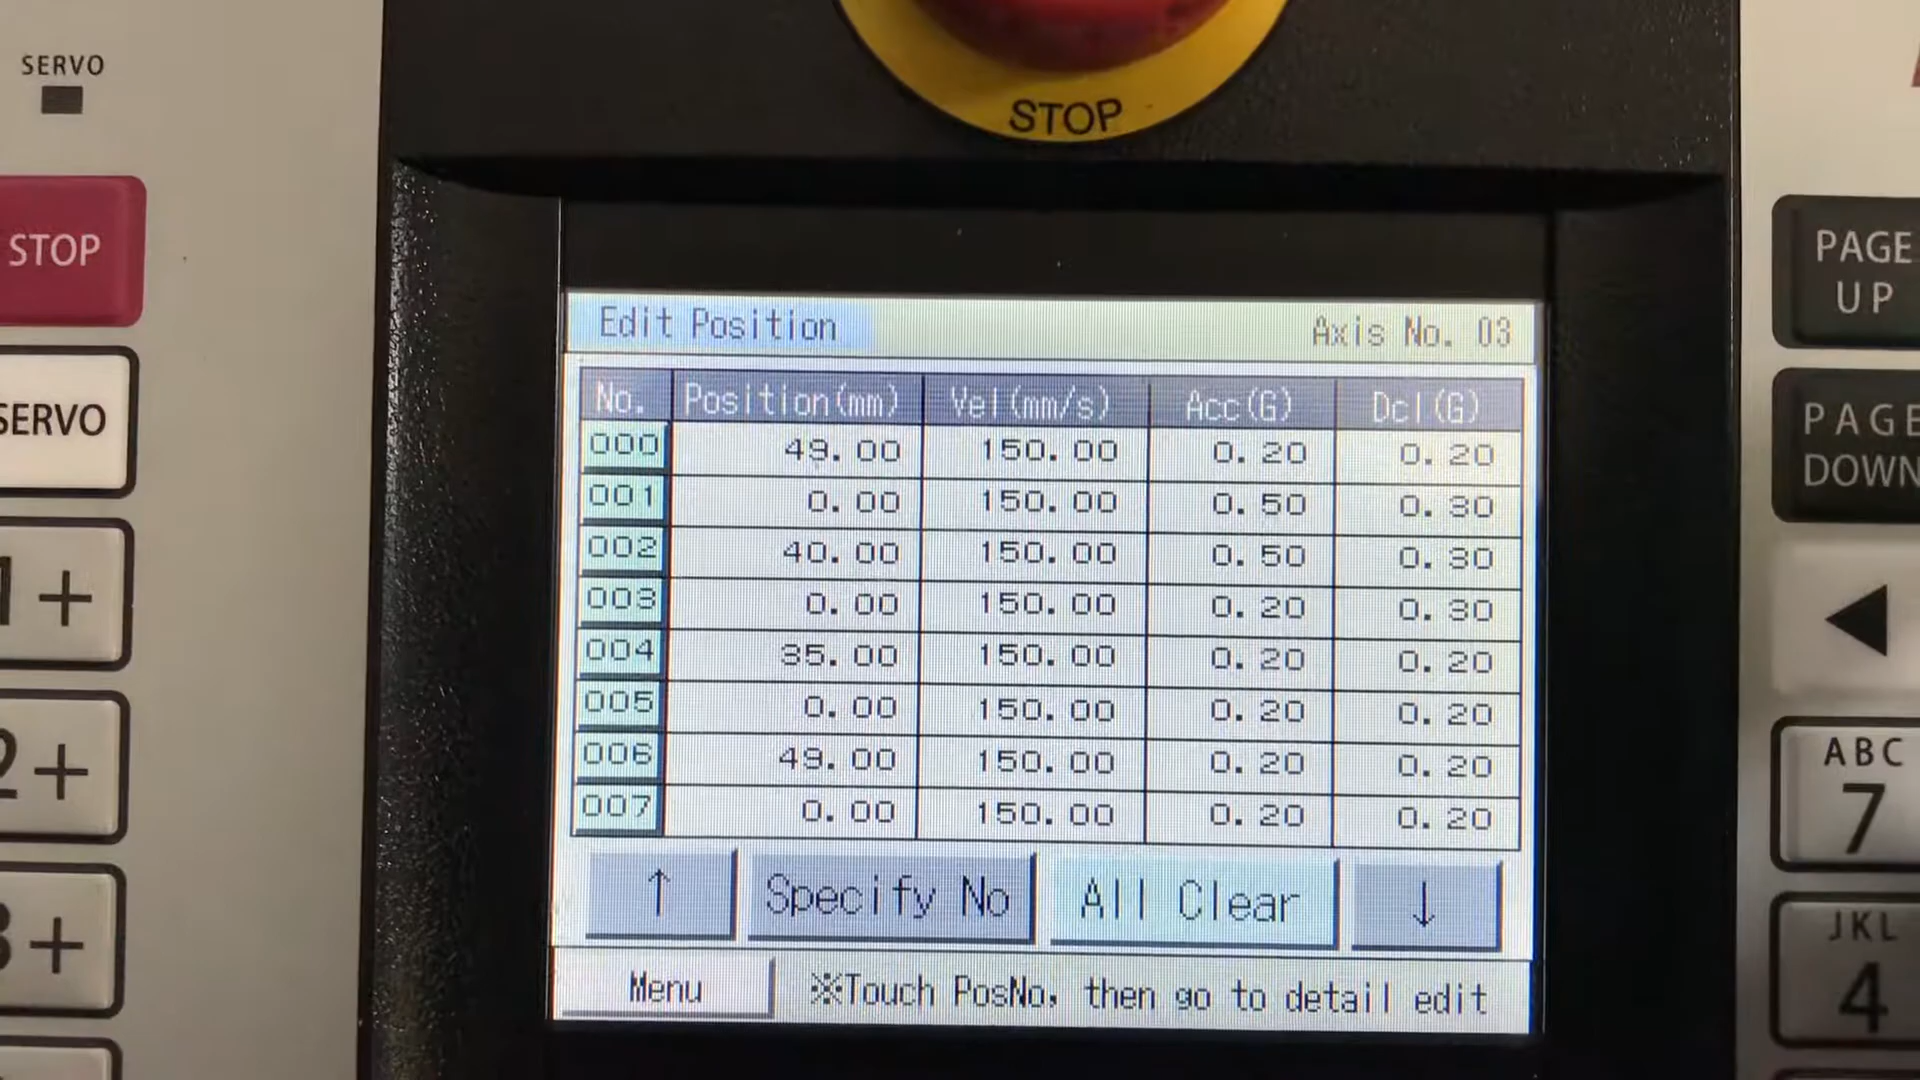 SERVO
STOP
STOP
SERVO
1+
2+
3+
Edit Position Axis No. 03
No. Position(mm) Vel(mm/s) Acc(G) Dcl(G)
000 49.00 150.00 0.20 0.20
001 0.00 150.00 0.50 0.30
002 40.00 150.00 0.50 0.30
003 0.00 150.00 0.20 0.30
004 35.00 150.00 0.20 0.20
005 0.00 150.00 0.20 0.20
006 49.00 150.00 0.20 0.20
007 0.00 150.00 0.20 0.20
↑ Specify No All Clear ↓
Menu ※Touch PosNo, then go to detail edit
PAGE
UP
PAGE
DOWN
◀
ABC
7
JKL
4